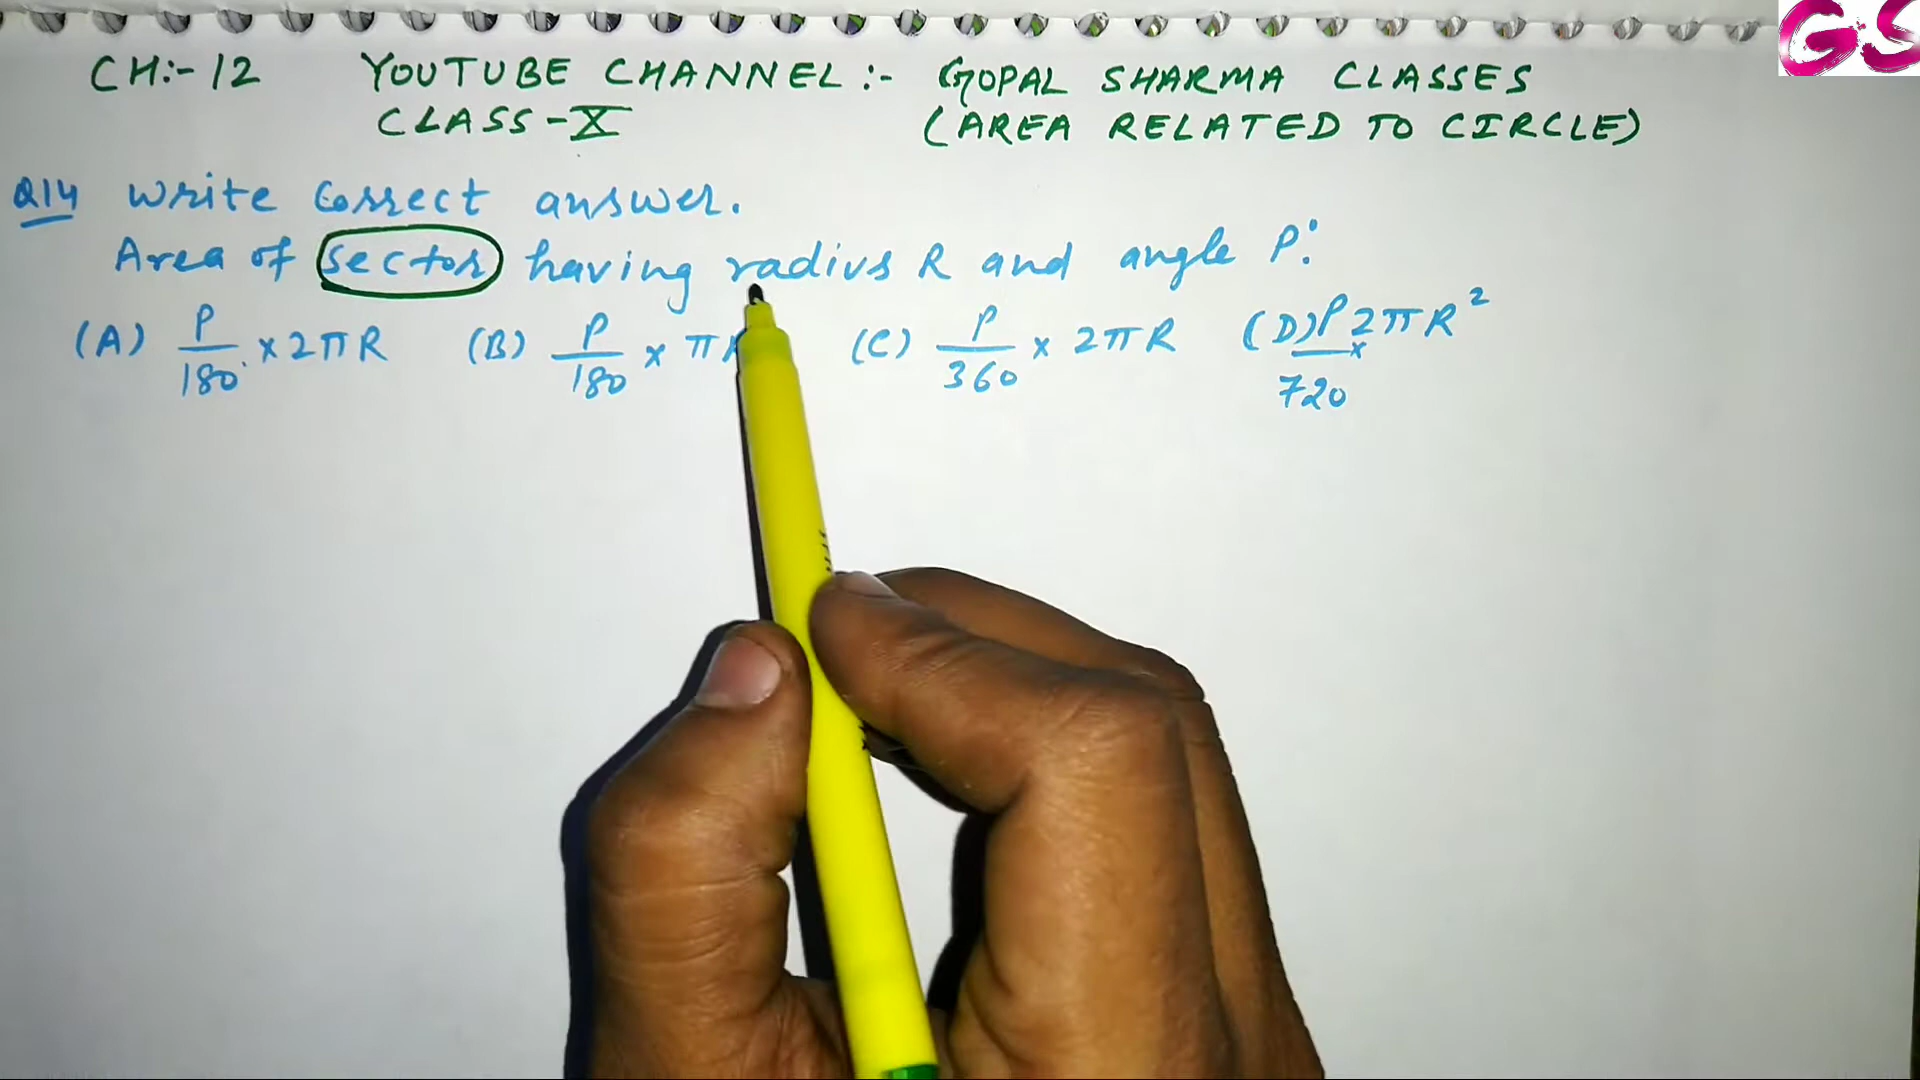 GS
CH:-12 YOUTUBE CHANNEL:- GOPAL SHARMA CLASSES
CLASS-X (AREA RELATED TO CIRCLE)
Q14 Write Correct answer.
Area of sector having radius R and angle P°:
(A) P/180 × 2πR (B) P/180 × π (C) P/360 × 2πR (D) P/720 × 2πR²